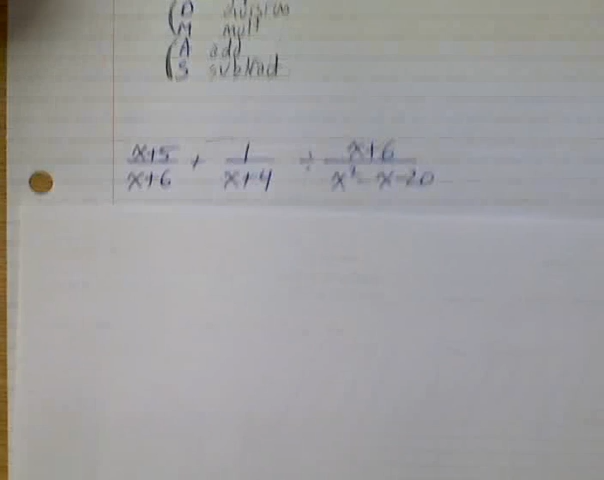 D division
M mult
A add
S subtract
x+5/x+6 + 1/x+4 ÷ x+6/x²-x-20